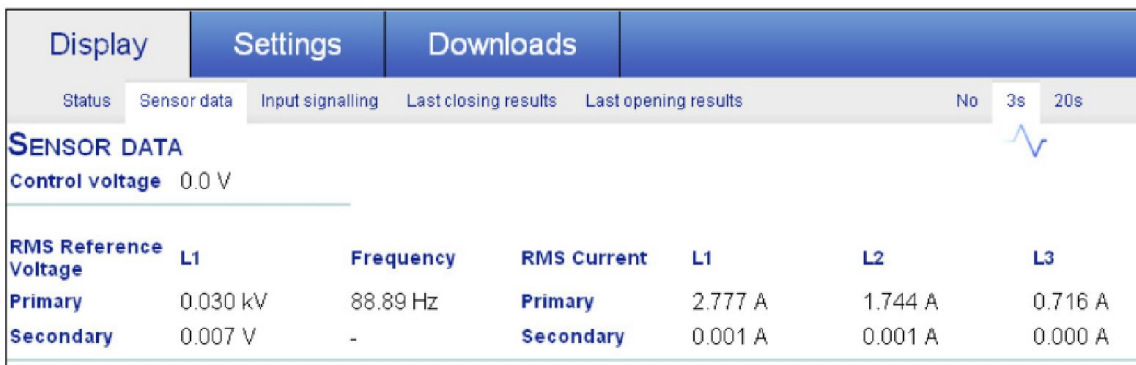 Display Settings Downloads
Status Sensor data Input signalling Last closing results Last opening results No 3s 20s
SENSOR DATA
Control voltage 0.0 V
RMS Reference Voltage L1 Frequency RMS Current L1 L2 L3
Primary 0.030 kV 88.89 Hz Primary 2.777 A 1.744 A 0.716 A
Secondary 0.007 V - Secondary 0.001 A 0.001 A 0.000 A